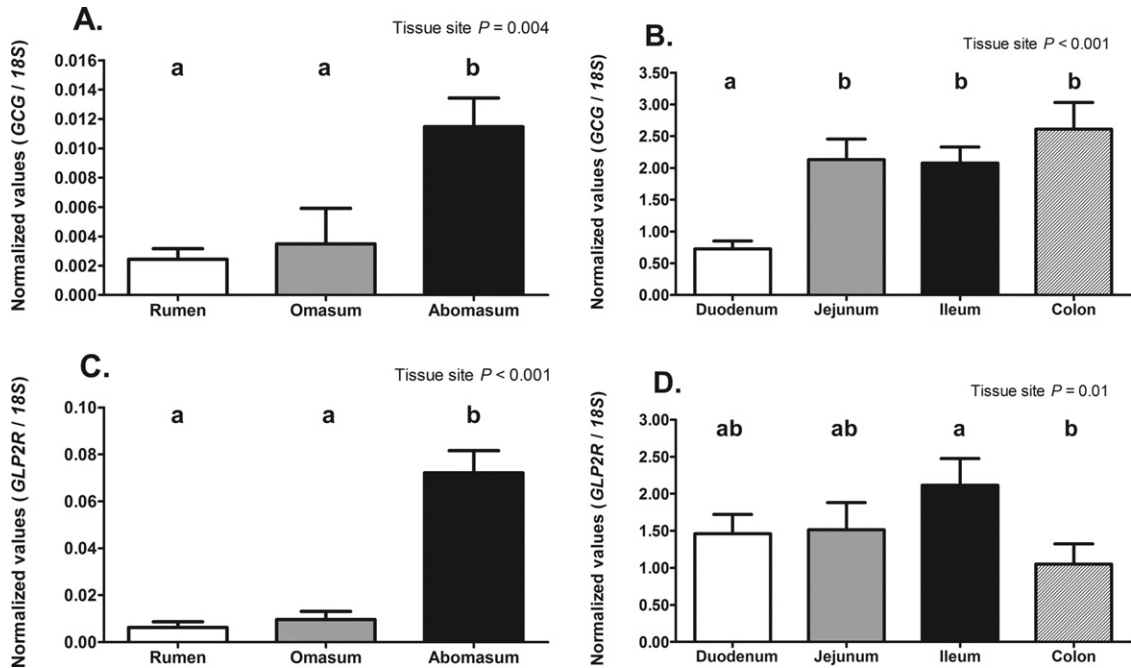 A.
Tissue site P = 0.004
Normalized values (GCG / 18S)
0.016
0.014
0.012
0.010
0.008
0.006
0.004
0.002
0.000
a a b
Rumen Omasum Abomasum
B.
Tissue site P < 0.001
Normalized values (GCG / 18S)
3.50
3.00
2.50
2.00
1.50
1.00
0.50
0.00
a b b b
Duodenum Jejunum Ileum Colon
C.
Tissue site P < 0.001
Normalized values (GLP2R / 18S)
0.10
0.08
0.06
0.04
0.02
0.00
a a b
Rumen Omasum Abomasum
D.
Tissue site P = 0.01
Normalized values (GLP2R / 18S)
3.00
2.50
2.00
1.50
1.00
0.50
0.00
ab ab a b
Duodenum Jejunum Ileum Colon